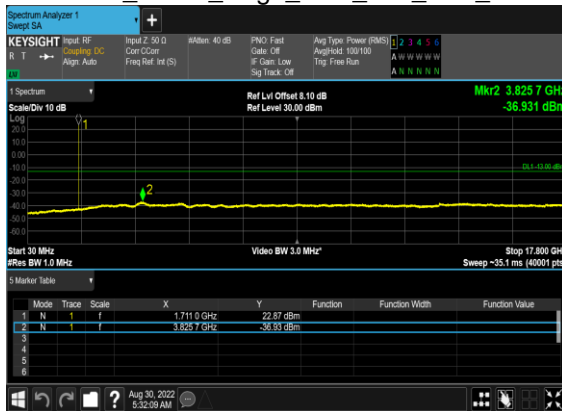 Spectrum Analyzer 1
Swept SA
+
KEYSIGHT Input: RF Input Z: 50 Ω #Atten: 40 dB PNO: Fast Avg Type: Power (RMS) 1 2 3 4 5 6
R T Coupling: DC Corr CCorr Gate: Off Avg|Hold: 100/100 A W W W W W
Align: Auto Freq Ref: Int (S) IF Gain: Low Trig: Free Run
Sig Track: Off A N N N N N
1 Spectrum Ref Lvl Offset 8.10 dB Mkr2 3.825 7 GHz
Scale/Div 10 dB Ref Level 30.00 dBm -36.931 dBm
Log
20.0
10.0
0.00
-10.0
DL1 -13.00 dBm
-20.0
-30.0
-40.0
-50.0
-60.0
1
2
Start 30 MHz Video BW 3.0 MHz* Stop 17.800 GHz
#Res BW 1.0 MHz Sweep ~35.1 ms (40001 pts)
5 Marker Table
Mode Trace Scale X Y Function Function Width Function Value
1 N 1 f 1.711 0 GHz 22.87 dBm
2 N 1 f 3.825 7 GHz -36.93 dBm
3
4
5
6
? Aug 30, 2022
5:32:09 AM